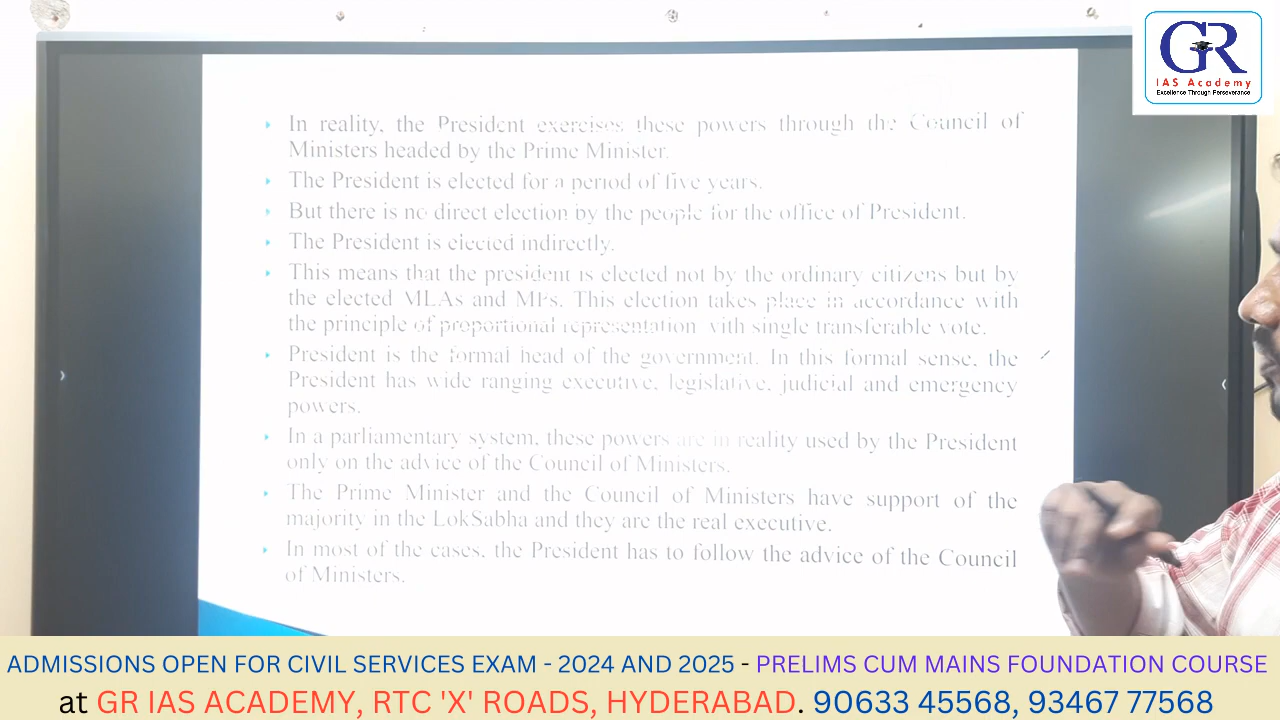 GR
IAS Academy
Excellence Through Perseverance
In reality, the President exercises these powers through the Council of
Ministers headed by the Prime Minister.
The President is elected for a period of five years.
But there is no direct election by the people for the office of President.
The President is elected indirectly.
This means that the president is elected not by the ordinary citizens but by
the elected MLAs and MPs. This election takes place in accordance with
the principle of proportional representation with single transferable vote.
President is the formal head of the government. In this formal sense, the
President has wide ranging executive, legislative, judicial and emergency
powers.
In a parliamentary system, these powers are in reality used by the President
only on the advice of the Council of Ministers.
The Prime Minister and the Council of Ministers have support of the
majority in the LokSabha and they are the real executive.
In most of the cases, the President has to follow the advice of the Council
of Ministers.
ADMISSIONS OPEN FOR CIVIL SERVICES EXAM - 2024 AND 2025 - PRELIMS CUM MAINS FOUNDATION COURSE
at GR IAS ACADEMY, RTC 'X' ROADS, HYDERABAD. 90633 45568, 93467 77568